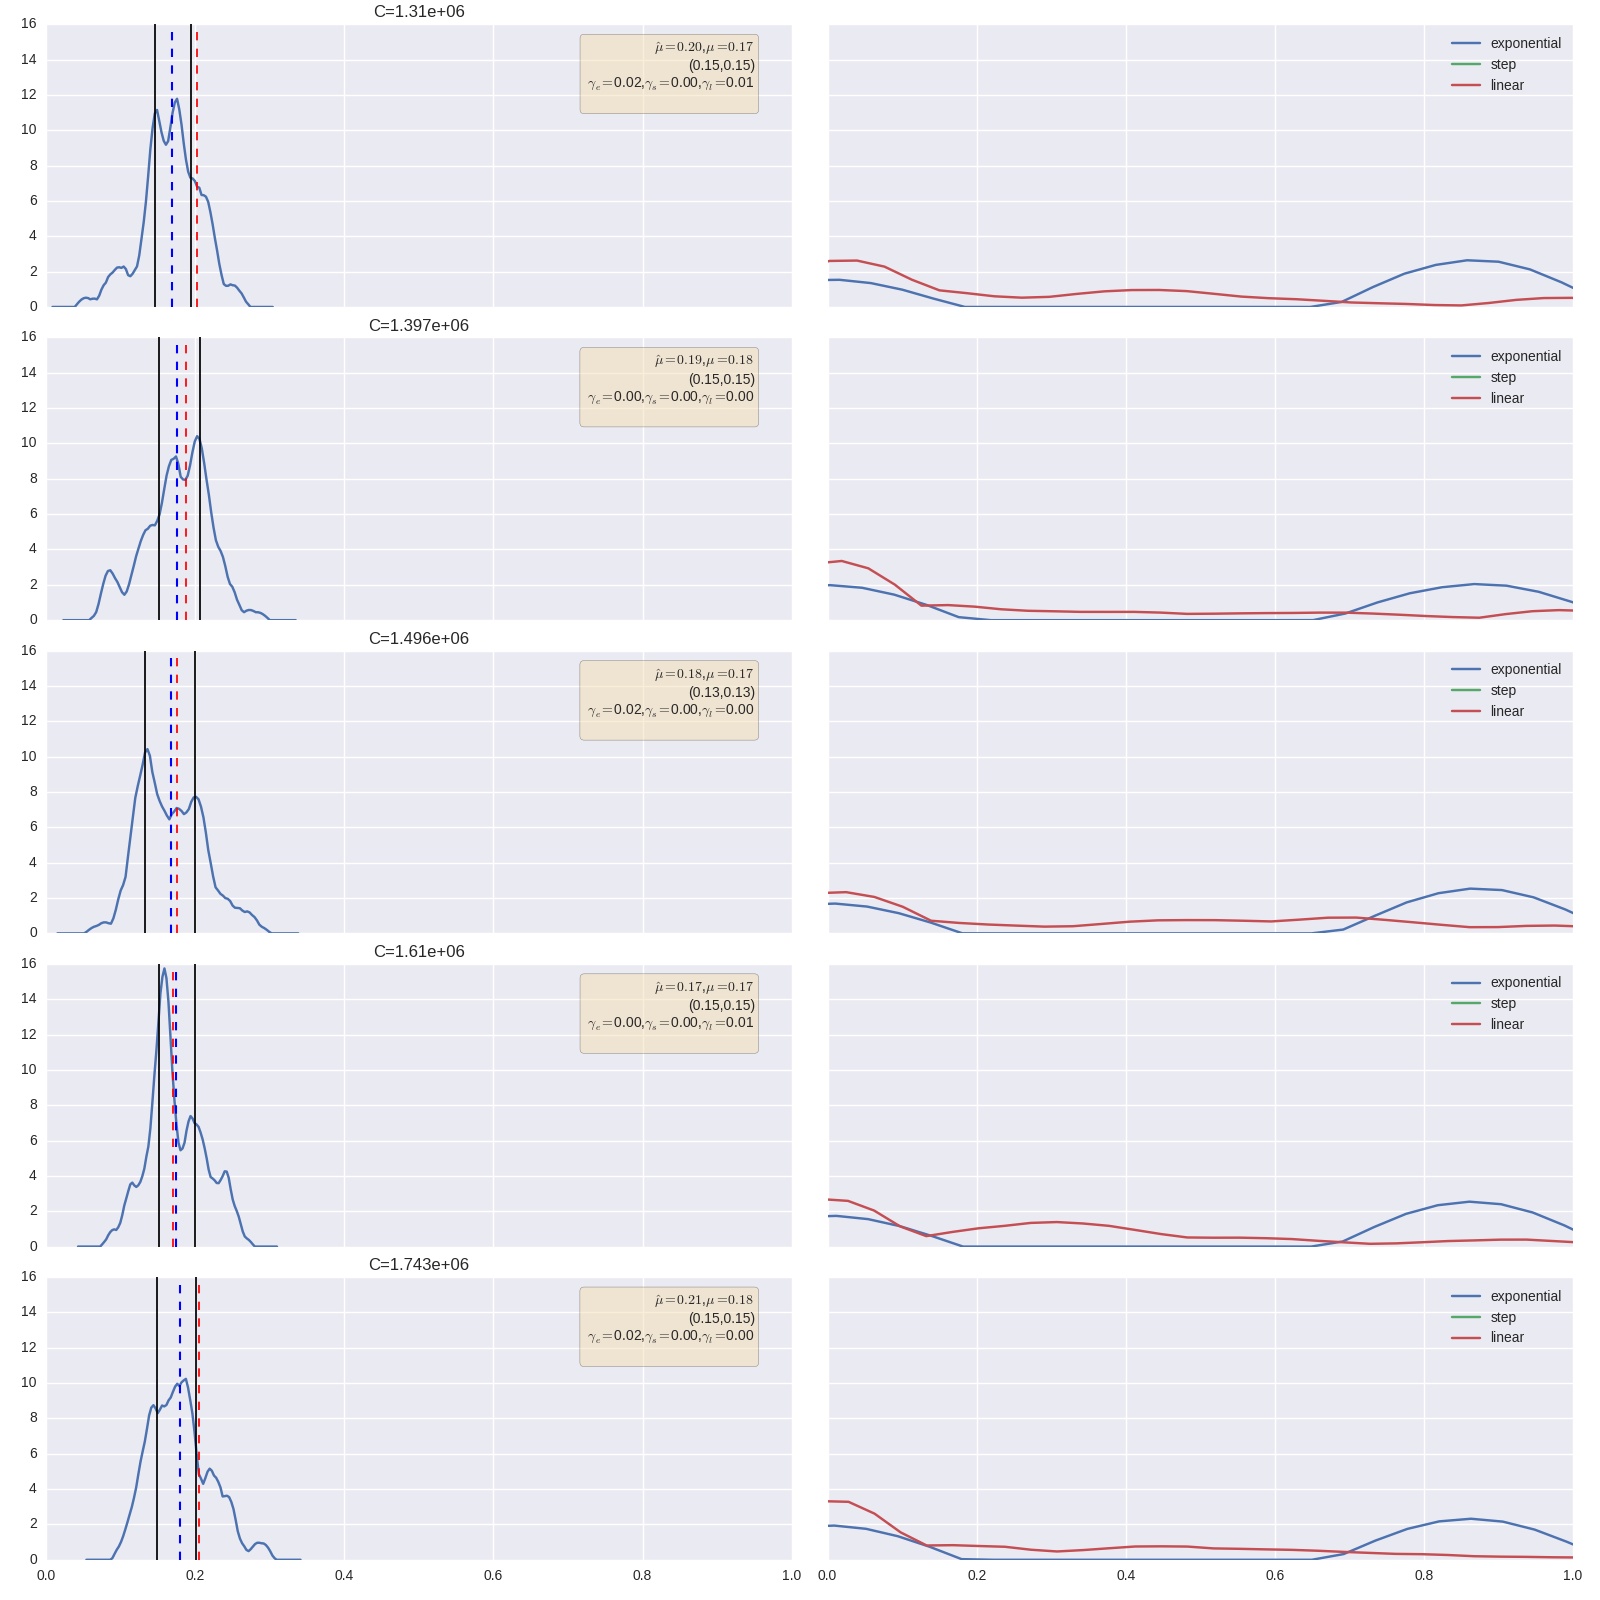 C=1.31e+06
16
14
12
10
8
6
4
2
0
μ̂=0.20,μ=0.17
(0.15,0.15)
γₑ=0.02,γₛ=0.00,γₗ=0.01
exponential
step
linear
C=1.397e+06
16
14
12
10
8
6
4
2
0
μ̂=0.19,μ=0.18
(0.15,0.15)
γₑ=0.00,γₛ=0.00,γₗ=0.00
exponential
step
linear
C=1.496e+06
16
14
12
10
8
6
4
2
0
μ̂=0.18,μ=0.17
(0.13,0.13)
γₑ=0.02,γₛ=0.00,γₗ=0.00
exponential
step
linear
C=1.61e+06
16
14
12
10
8
6
4
2
0
μ̂=0.17,μ=0.17
(0.15,0.15)
γₑ=0.00,γₛ=0.00,γₗ=0.01
exponential
step
linear
C=1.743e+06
16
14
12
10
8
6
4
2
0
μ̂=0.21,μ=0.18
(0.15,0.15)
γₑ=0.02,γₛ=0.00,γₗ=0.00
exponential
step
linear
0.0 0.2 0.4 0.6 0.8 1.0
0.0 0.2 0.4 0.6 0.8 1.0